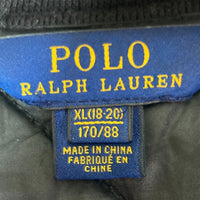 POLO
RALPH LAUREN
XL(18-20)
170/88
MADE IN CHINA
FABRIQUÉ EN
CHINE